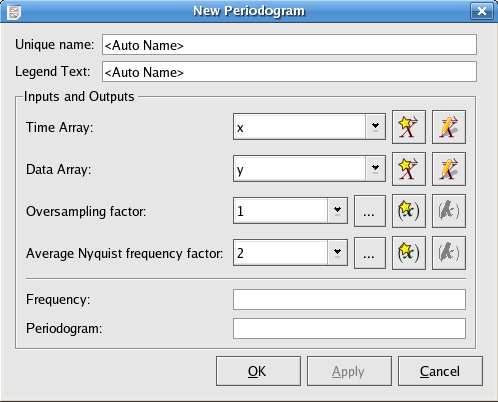 New Periodogram
Unique name: <Auto Name>
Legend Text: <Auto Name>
Inputs and Outputs
Time Array: x
Data Array: y
Oversampling factor: 1 ...
Average Nyquist frequency factor: 2 ...
Frequency:
Periodogram:
OK Apply Cancel